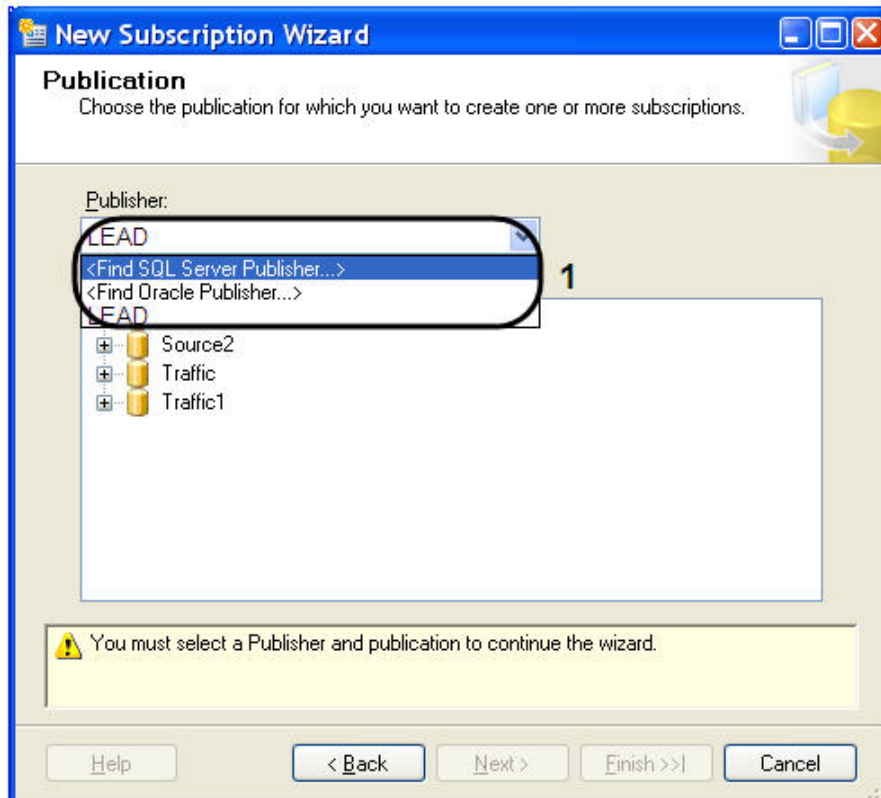 New Subscription Wizard
Publication
Choose the publication for which you want to create one or more subscriptions.
Publisher:
LEAD
<Find SQL Server Publisher...>
<Find Oracle Publisher...>
LEAD
1
Source2
Traffic
Traffic1
You must select a Publisher and publication to continue the wizard.
Help
< Back
Next >
Finish >>|
Cancel